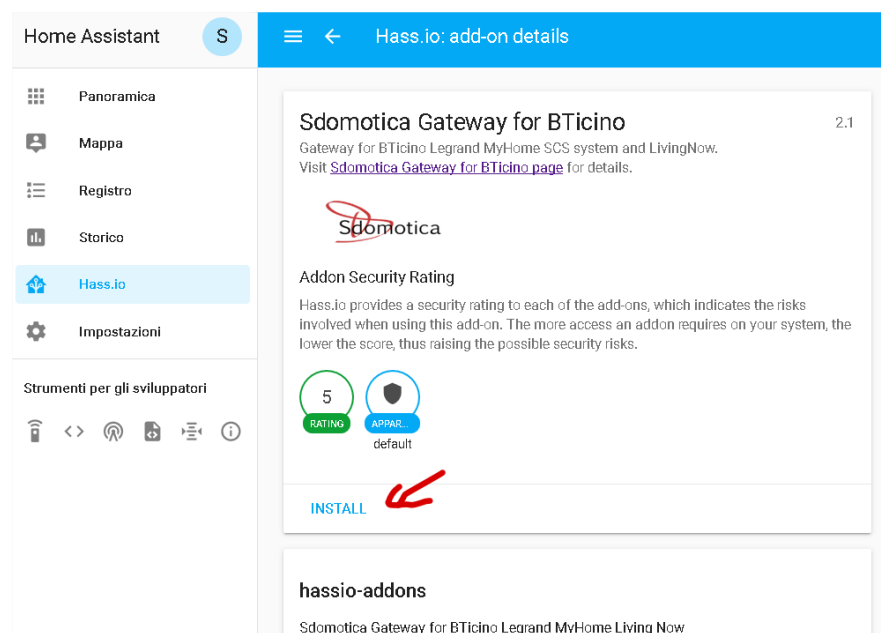 Home Assistant
S
Hass.io: add-on details
Panoramica
Mappa
Registro
Storico
Hass.io
Impostazioni
Strumenti per gli sviluppatori
Sdomotica Gateway for BTicino
2.1
Gateway for BTicino Legrand MyHome SCS system and LivingNow.
Visit Sdomotica Gateway for BTicino page for details.
Sdomotica
Addon Security Rating
Hass.io provides a security rating to each of the add-ons, which indicates the risks
involved when using this add-on. The more access an addon requires on your system, the
lower the score, thus raising the possible security risks.
5
RATING
APPAR...
default
INSTALL
hassio-addons
Sdomotica Gateway for BTicino Legrand MyHome Living Now